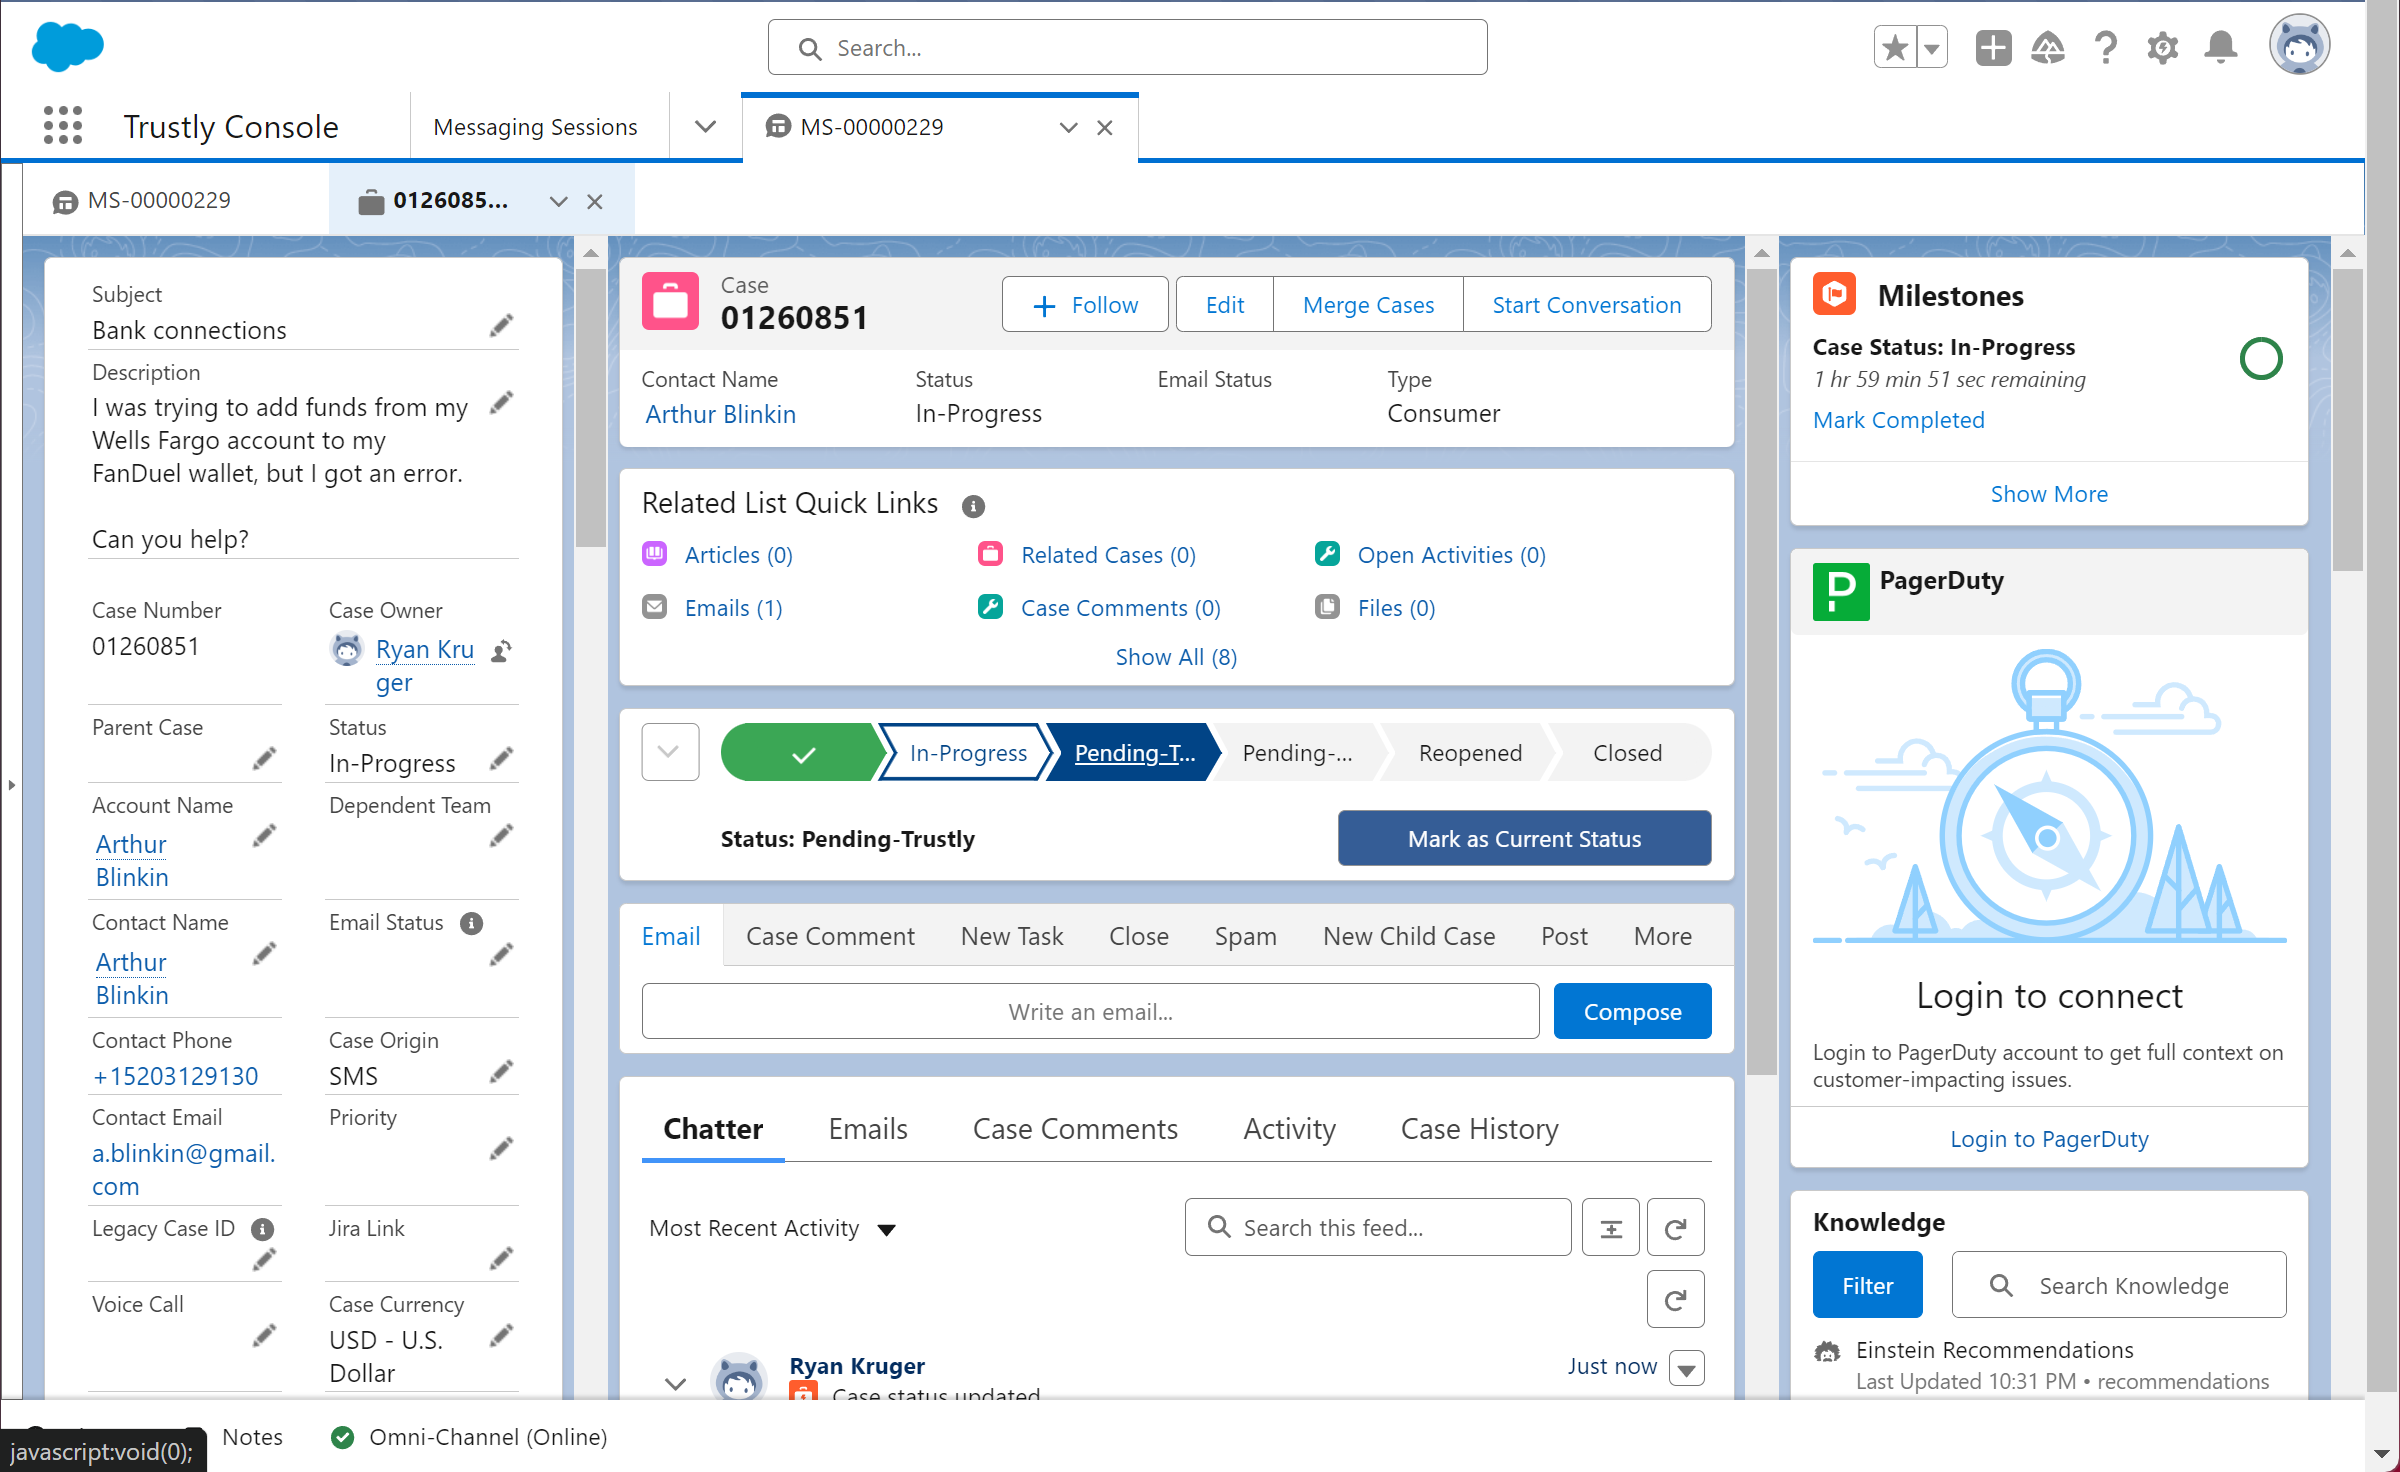 Search...
Trustly Console
Messaging Sessions
MS-00000229
MS-00000229
0126085...
Subject
Bank connections
Description
I was trying to add funds from my
Wells Fargo account to my
FanDuel wallet, but I got an error.
Can you help?
Case Number
01260851
Case Owner
Ryan Kru
ger
Parent Case
Status
In-Progress
Account Name
Arthur
Blinkin
Dependent Team
Contact Name
Arthur
Blinkin
Email Status
Contact Phone
+15203129130
Case Origin
SMS
Contact Email
a.blinkin@gmail.
com
Priority
Legacy Case ID
Jira Link
Voice Call
Case Currency
USD - U.S.
Dollar
Case
01260851
Follow
Edit
Merge Cases
Start Conversation
Contact Name
Arthur Blinkin
Status
In-Progress
Email Status
Type
Consumer
Related List Quick Links
Articles (0)
Related Cases (0)
Open Activities (0)
Emails (1)
Case Comments (0)
Files (0)
Show All (8)
In-Progress
Pending-T...
Pending-...
Reopened
Closed
Status: Pending-Trustly
Mark as Current Status
Email
Case Comment
New Task
Close
Spam
New Child Case
Post
More
Write an email...
Compose
Chatter
Emails
Case Comments
Activity
Case History
Most Recent Activity
Search this feed...
Ryan Kruger
Just now
Case status updated
Milestones
Case Status: In-Progress
1 hr 59 min 51 sec remaining
Mark Completed
Show More
P
PagerDuty
Login to connect
Login to PagerDuty account to get full context on
customer-impacting issues.
Login to PagerDuty
Knowledge
Filter
Search Knowledge
Einstein Recommendations
Last Updated 10:31 PM • recommendations
javascript:void(0);
Notes
Omni-Channel (Online)